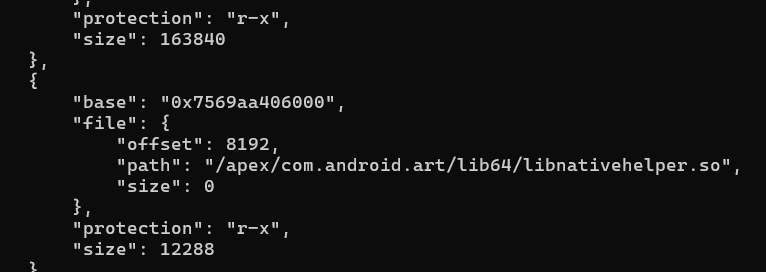 },
"protection": "r-x",
"size": 163840
},
{
"base": "0x7569aa406000",
"file": {
"offset": 8192,
"path": "/apex/com.android.art/lib64/libnativehelper.so",
"size": 0
},
"protection": "r-x",
"size": 12288
}